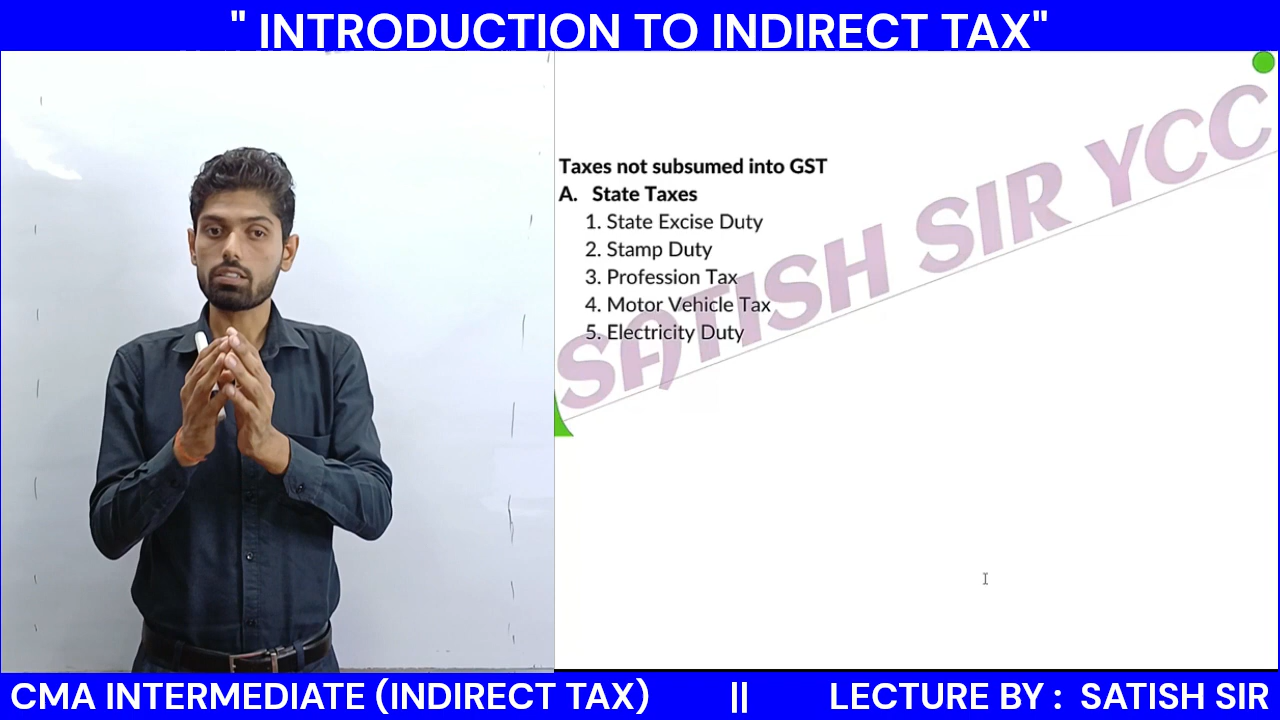 " INTRODUCTION TO INDIRECT TAX"
Taxes not subsumed into GST
A. State Taxes
1. State Excise Duty
2. Stamp Duty
3. Profession Tax
4. Motor Vehicle Tax
5. Electricity Duty
SATISH SIR YCC
CMA INTERMEDIATE (INDIRECT TAX) || LECTURE BY : SATISH SIR